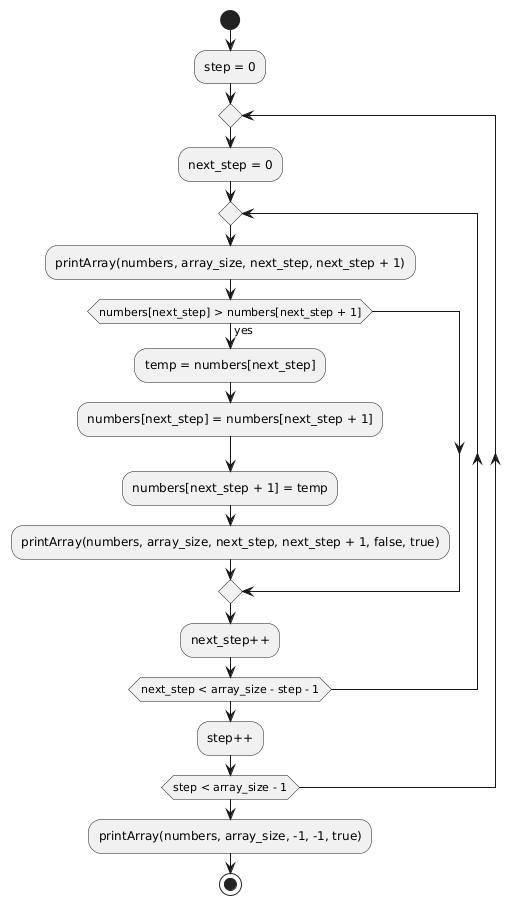 step = 0
next_step = 0
printArray(numbers, array_size, next_step, next_step + 1)
numbers[next_step] > numbers[next_step + 1]
yes
temp = numbers[next_step]
numbers[next_step] = numbers[next_step + 1]
numbers[next_step + 1] = temp
printArray(numbers, array_size, next_step, next_step + 1, false, true)
next_step++
next_step < array_size - step - 1
step++
step < array_size - 1
printArray(numbers, array_size, -1, -1, true)